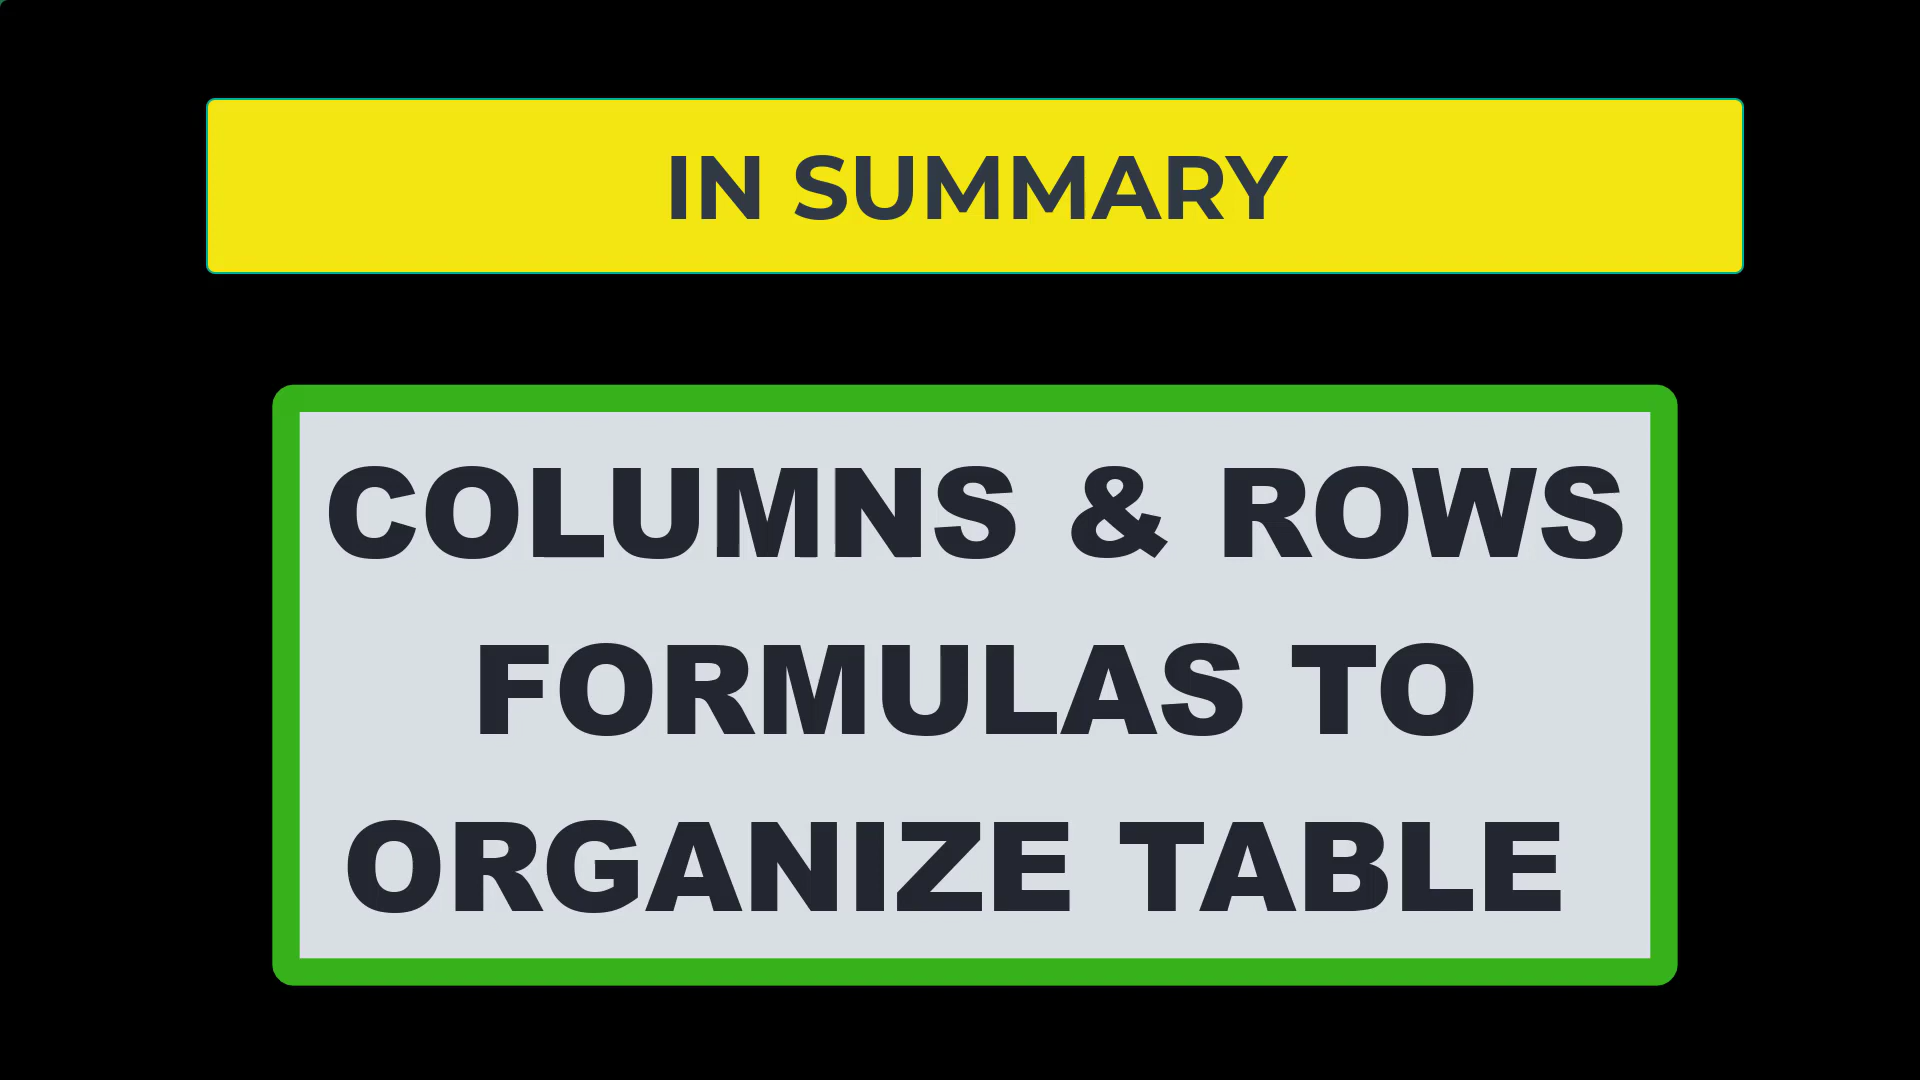 IN SUMMARY
COLUMNS & ROWS
FORMULAS TO
ORGANIZE TABLE